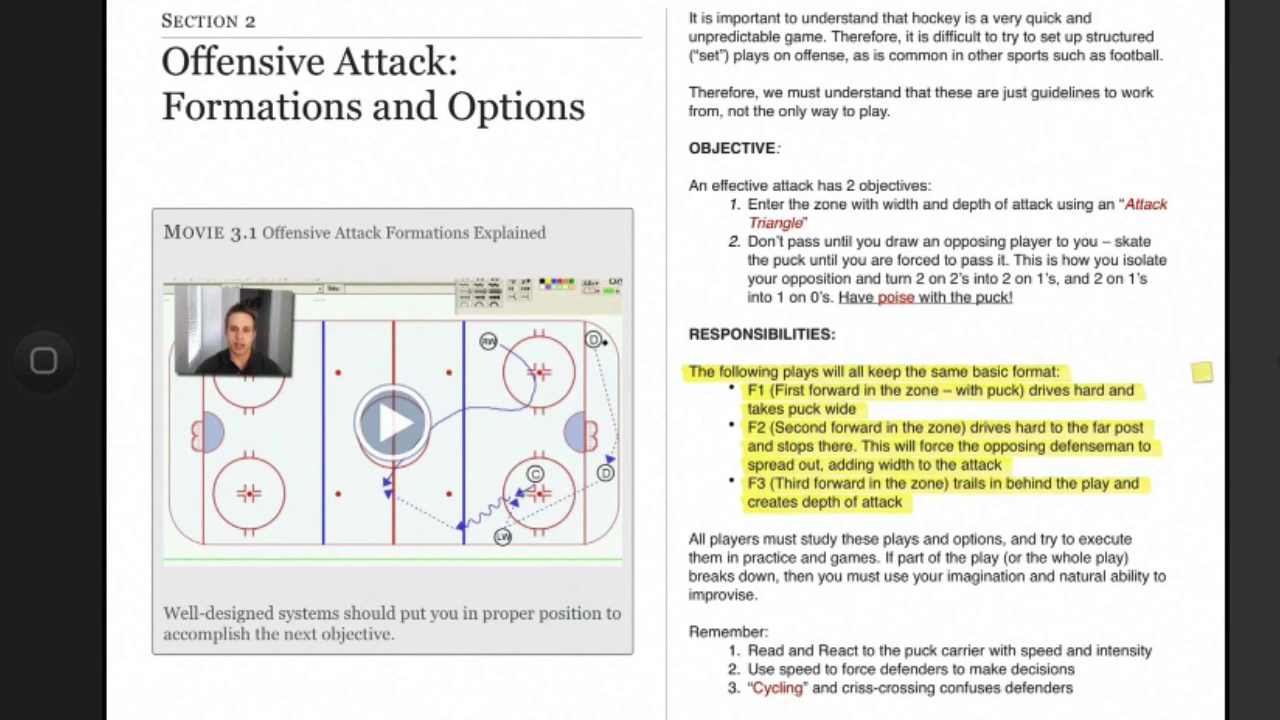 SECTION 2
Offensive Attack:
Formations and Options
MOVIE 3.1 Offensive Attack Formations Explained
RW
D
C
D
LW
Well-designed systems should put you in proper position to
accomplish the next objective.
It is important to understand that hockey is a very quick and
unpredictable game. Therefore, it is difficult to try to set up structured
(“set”) plays on offense, as is common in other sports such as football.
Therefore, we must understand that these are just guidelines to work
from, not the only way to play.
OBJECTIVE:
An effective attack has 2 objectives:
1. Enter the zone with width and depth of attack using an “Attack
Triangle”
2. Don’t pass until you draw an opposing player to you – skate
the puck until you are forced to pass it. This is how you isolate
your opposition and turn 2 on 2’s into 2 on 1’s, and 2 on 1’s
into 1 on 0’s. Have poise with the puck!
RESPONSIBILITIES:
The following plays will all keep the same basic format:
• F1 (First forward in the zone – with puck) drives hard and
takes puck wide
• F2 (Second forward in the zone) drives hard to the far post
and stops there. This will force the opposing defenseman to
spread out, adding width to the attack
• F3 (Third forward in the zone) trails in behind the play and
creates depth of attack
All players must study these plays and options, and try to execute
them in practice and games. If part of the play (or the whole play)
breaks down, then you must use your imagination and natural ability to
improvise.
Remember:
1. Read and React to the puck carrier with speed and intensity
2. Use speed to force defenders to make decisions
3. “Cycling” and criss-crossing confuses defenders